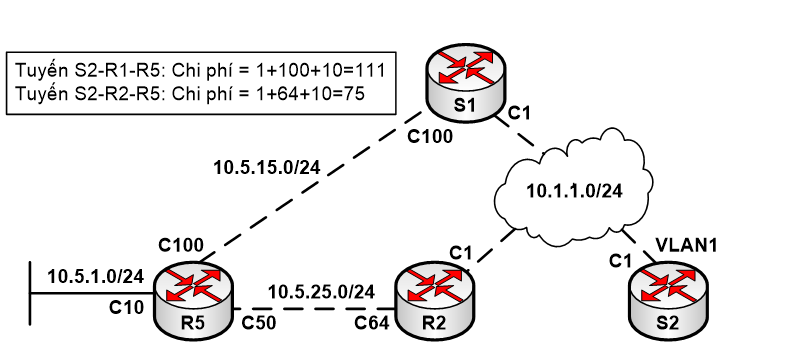 Tuyến S2-R1-R5: Chi phí = 1+100+10=111
Tuyến S2-R2-R5: Chi phí = 1+64+10=75
S1
C1
C100
10.5.15.0/24
10.1.1.0/24
C100
C1
VLAN1
C1
10.5.1.0/24
10.5.25.0/24
C10
R5
C50
C64
R2
S2